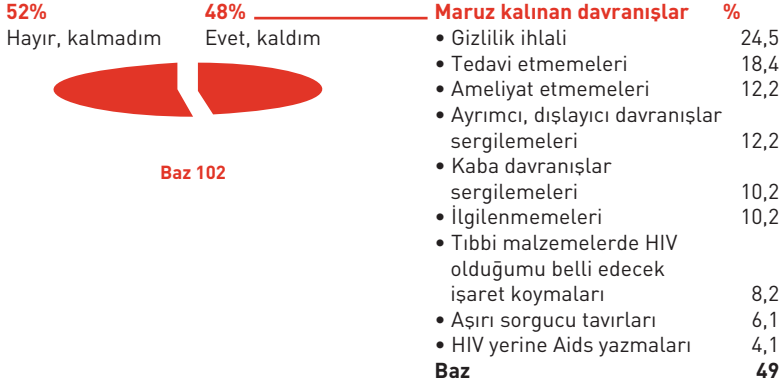 52%
Hayır, kalmadım
48%
Evet, kaldım
Baz 102
Maruz kalınan davranışlar %
• Gizlilik ihlali 24,5
• Tedavi etmemeleri 18,4
• Ameliyat etmemeleri 12,2
• Ayrımcı, dışlayıcı davranışlar
sergilemeleri 12,2
• Kaba davranışlar
sergilemeleri 10,2
• İlgilenmemeleri 10,2
• Tıbbi malzemelerde HIV
olduğumu belli edecek
işaret koymaları 8,2
• Aşırı sorgucu tavırları 6,1
• HIV yerine Aids yazmaları 4,1
Baz 49